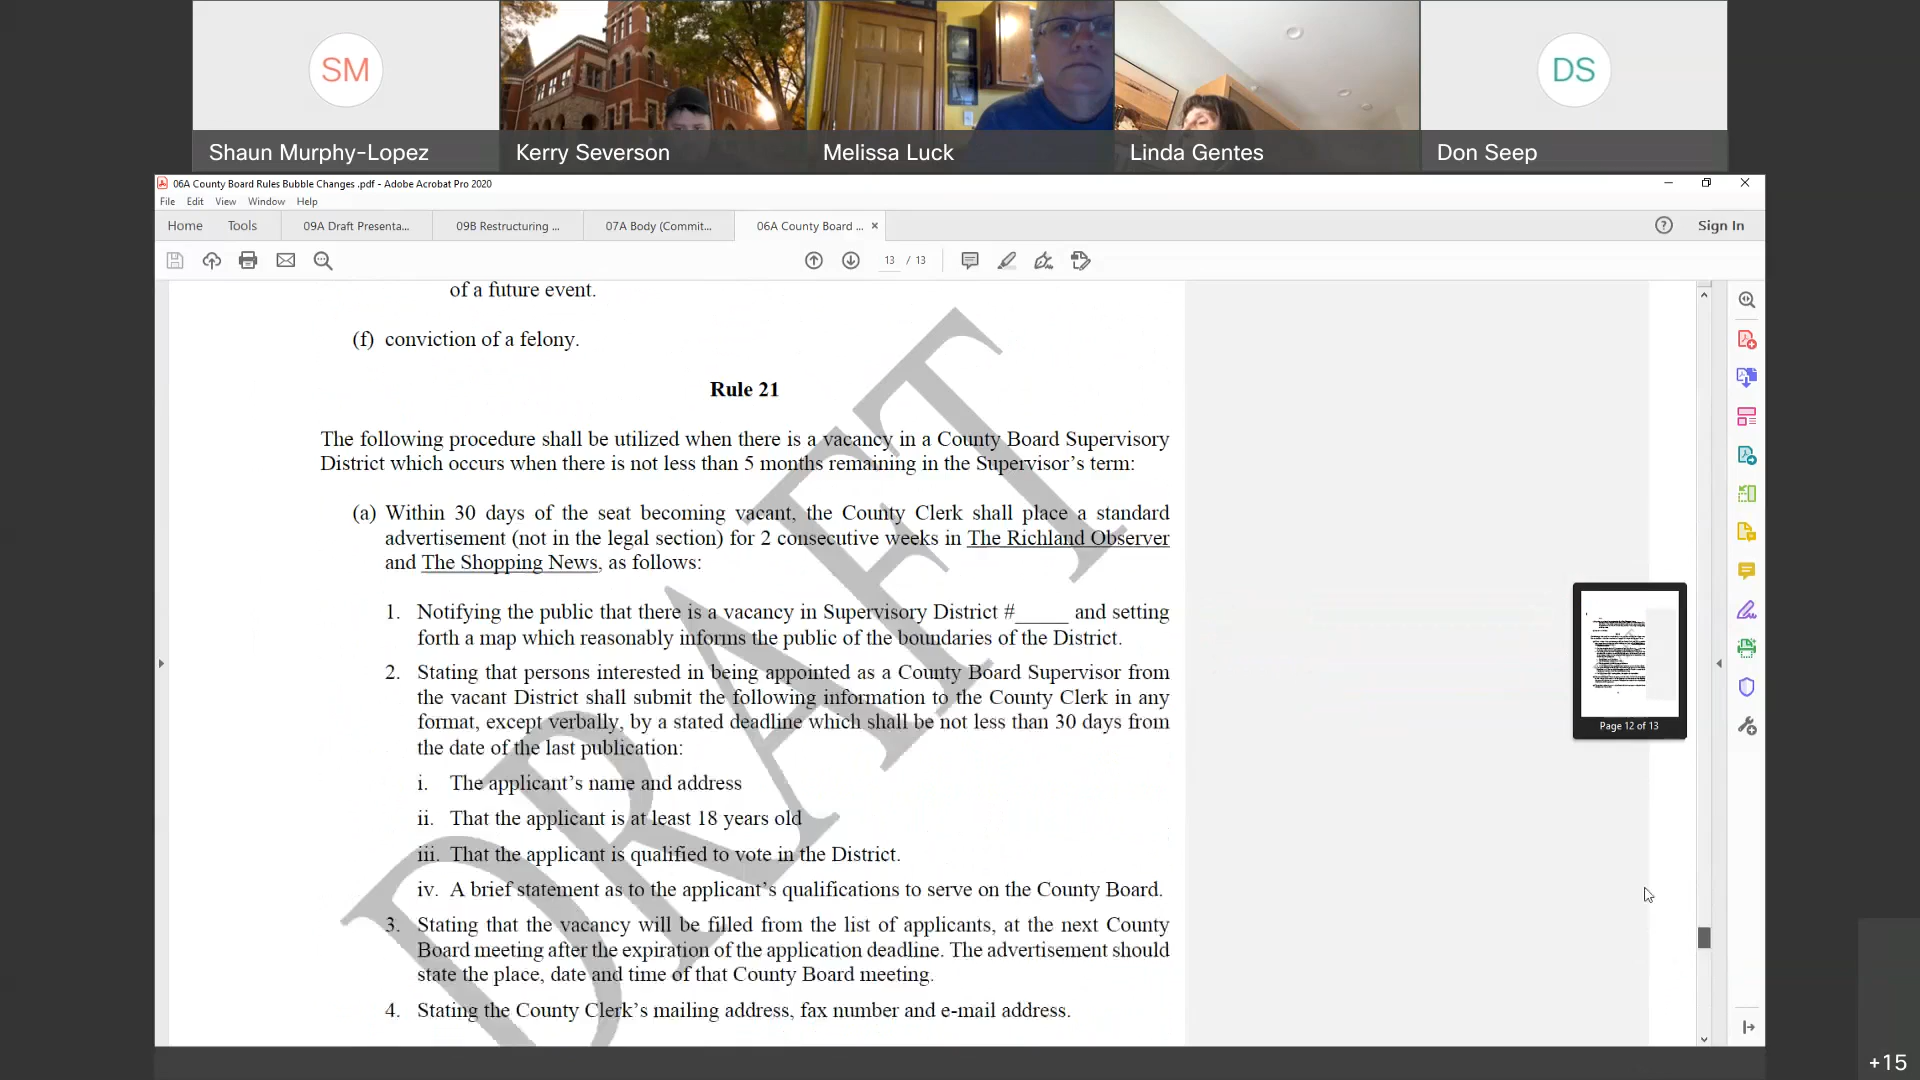 SM
DS
Shaun Murphy-Lopez
Kerry Severson
Melissa Luck
Linda Gentes
Don Seep
06A County Board Rules Bubble Changes .pdf - Adobe Acrobat Pro 2020
File Edit View Window Help
Home Tools 09A Draft Presenta... 09B Restructuring ... 07A Body (Commit... 06A County Board ... × Sign In
13 / 13
of a future event.
(f) conviction of a felony.
Rule 21
The following procedure shall be utilized when there is a vacancy in a County Board Supervisory
District which occurs when there is not less than 5 months remaining in the Supervisor's term:
(a) Within 30 days of the seat becoming vacant, the County Clerk shall place a standard
advertisement (not in the legal section) for 2 consecutive weeks in The Richland Observer
and The Shopping News, as follows:
1. Notifying the public that there is a vacancy in Supervisory District #_____ and setting
forth a map which reasonably informs the public of the boundaries of the District.
2. Stating that persons interested in being appointed as a County Board Supervisor from
the vacant District shall submit the following information to the County Clerk in any
format, except verbally, by a stated deadline which shall be not less than 30 days from
the date of the last publication:
i. The applicant's name and address
ii. That the applicant is at least 18 years old
iii. That the applicant is qualified to vote in the District.
iv. A brief statement as to the applicant's qualifications to serve on the County Board.
3. Stating that the vacancy will be filled from the list of applicants, at the next County
Board meeting after the expiration of the application deadline. The advertisement should
state the place, date and time of that County Board meeting.
4. Stating the County Clerk's mailing address, fax number and e-mail address.
DRAFT
Page 12 of 13
+15